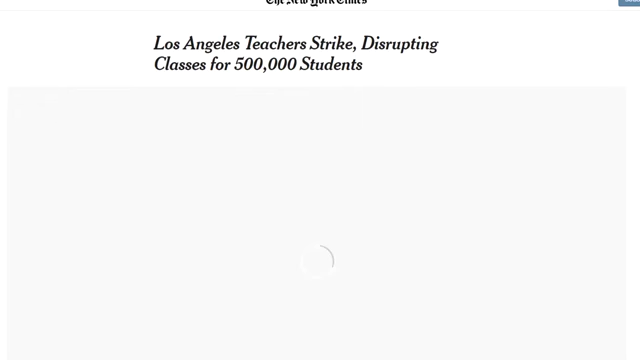 The New York Times
Los Angeles Teachers Strike, Disrupting
Classes for 500,000 Students